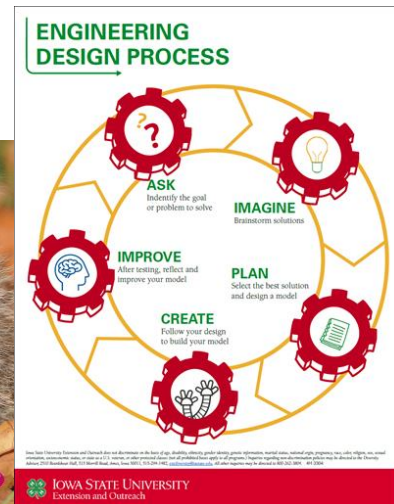 ENGINEERING
DESIGN PROCESS
? ?
ASK
Indentify the goal
or problem to solve
IMAGINE
Brainstorm solutions
PLAN
Select the best solution
and design a model
CREATE
Follow your design
to build your model
IMPROVE
After testing, reflect and
improve your model
IOWA STATE UNIVERSITY
Extension and Outreach